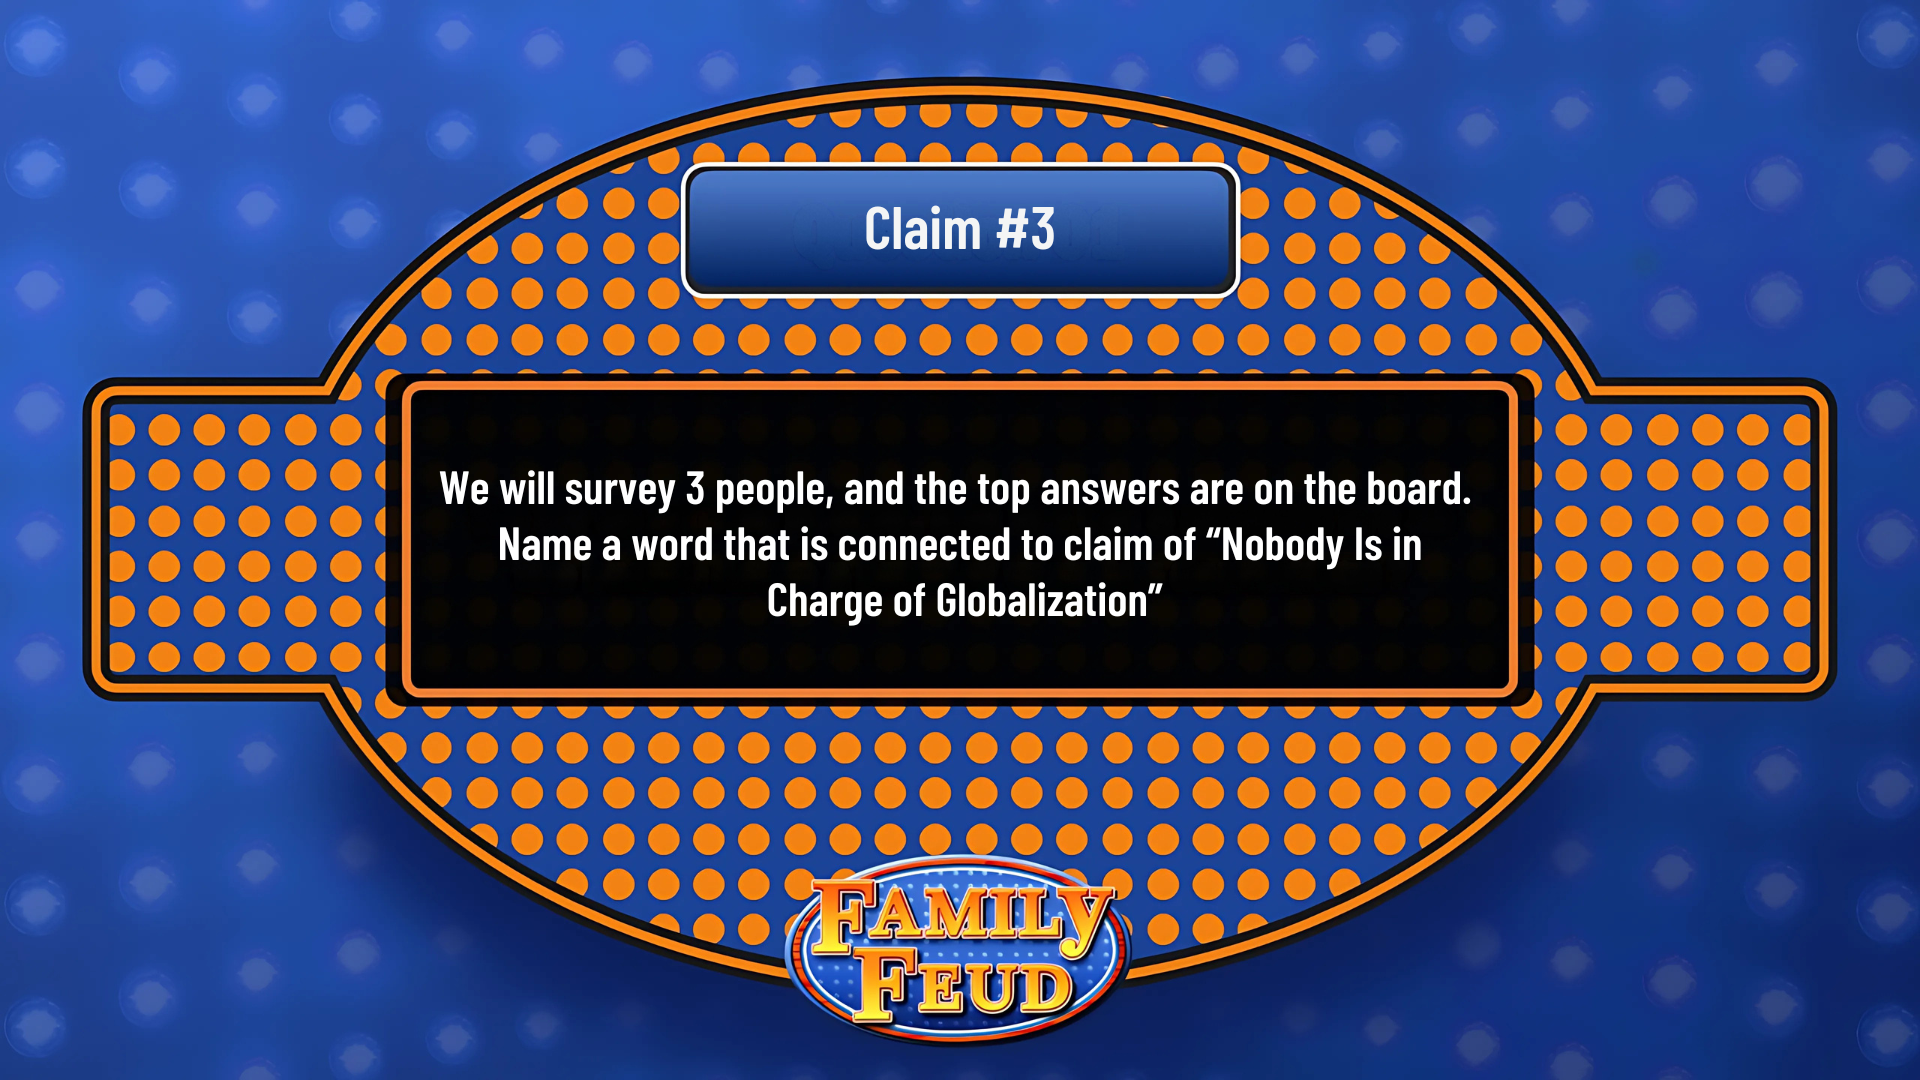 Claim #3
We will survey 3 people, and the top answers are on the board.
Name a word that is connected to claim of “Nobody Is in
Charge of Globalization”
FAMILY
FEUD